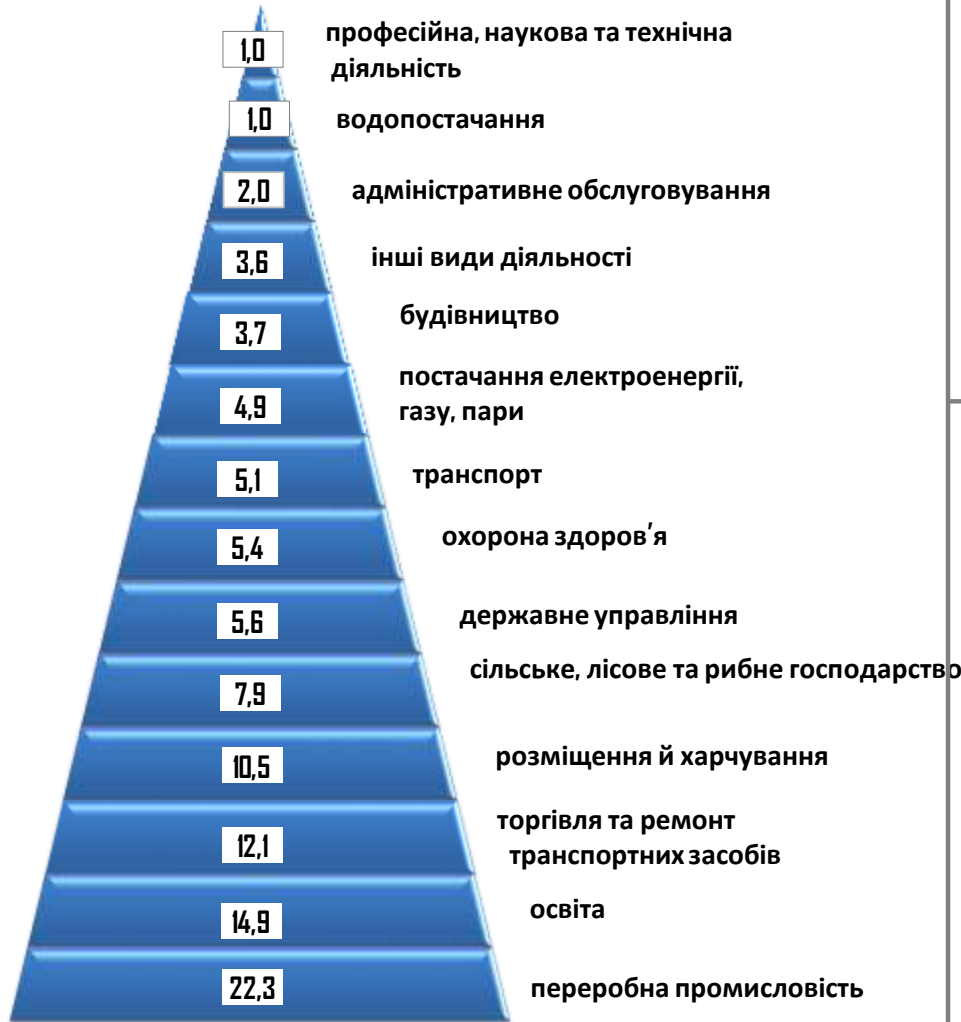 1,0 професійна, наукова та технічна
діяльність
1,0 водопостачання
2,0 адміністративне обслуговування
3,6 інші види діяльності
3,7 будівництво
постачання електроенергії,
4,9 газу, пари
5,1 транспорт
5,4 охорона здоров'я
5,6 державне управління
7,9 сільське, лісове та рибне господарство
10,5 розміщення й харчування
торгівля та ремонт
12,1 транспортних засобів
14,9 освіта
22,3 переробна промисловість